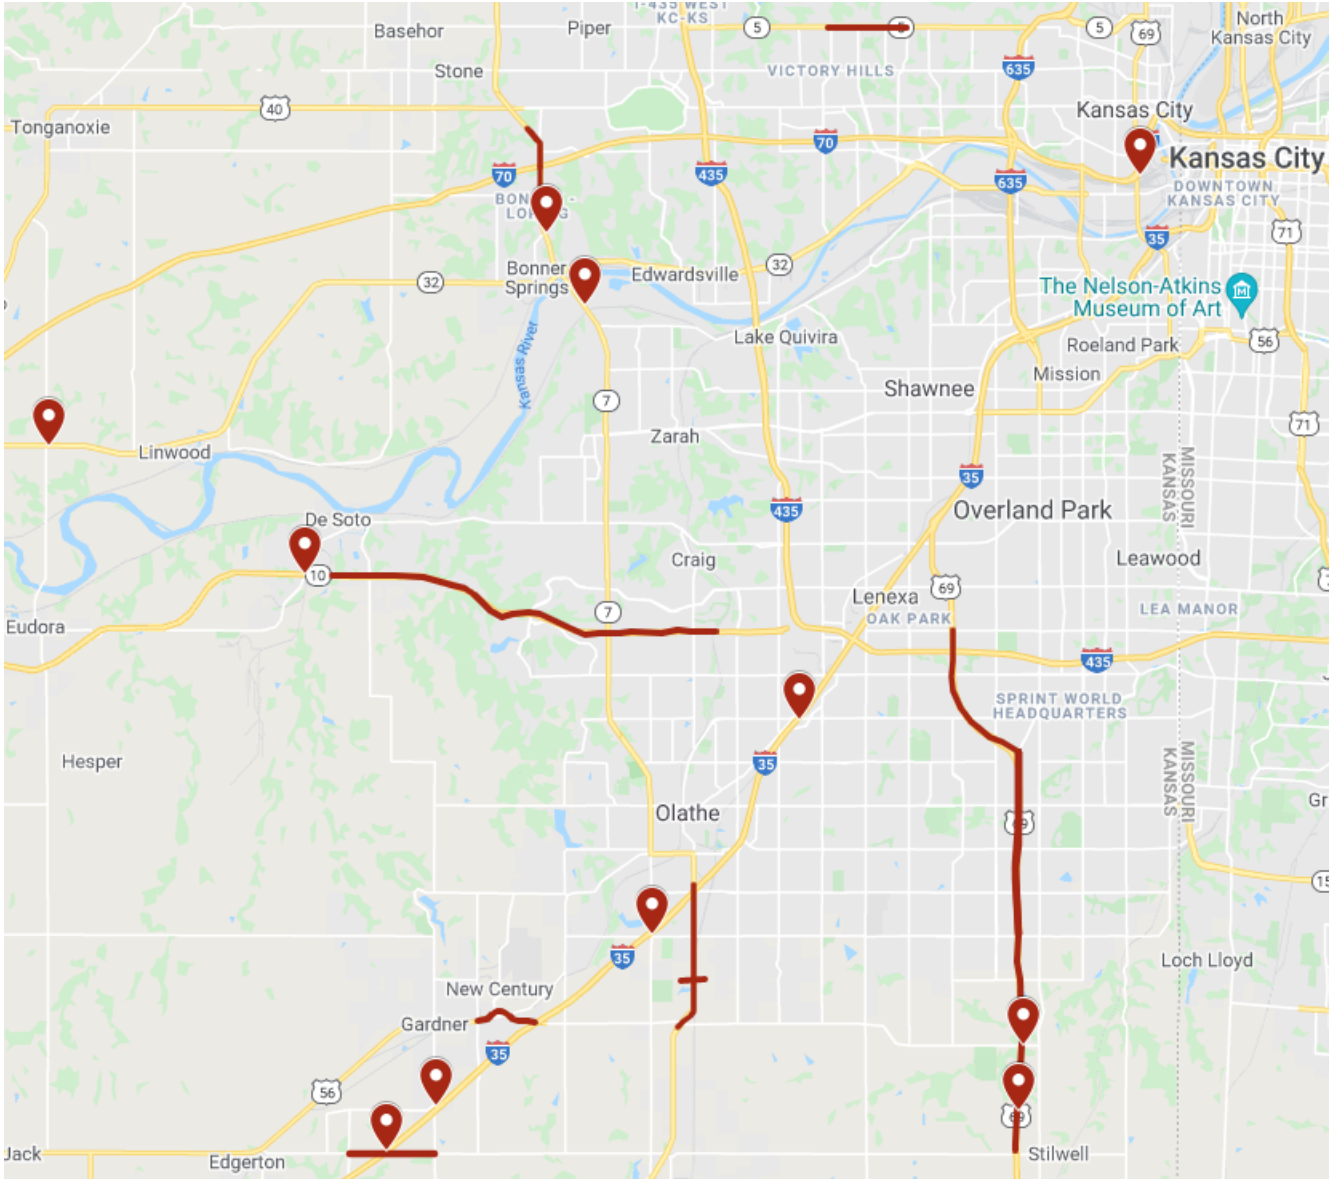 I-435 WEST
KC-KS
North
Kansas City
Basehor
Piper
5
5
5
69
Stone
VICTORY HILLS
635
40
Kansas City
Tonganoxie
70
Kansas City
70
435
635
DOWNTOWN
KANSAS CITY
35
71
Bonner
Springs
32
Edwardsville
32
The Nelson-Atkins
Museum of Art
Kansas River
Lake Quivira
Roeland Park
56
Mission
Shawnee
7
71
Zarah
Linwood
MISSOURI
KANSAS
35
435
Overland Park
De Soto
Craig
Leawood
10
69
Lenexa
OAK PARK
7
LEA MANOR
Eudora
435
SPRINT WORLD
HEADQUARTERS
Hesper
35
MISSOURI
KANSAS
Olathe
Gr
69
15
35
Loch Lloyd
New Century
Gardner
35
56
69
Jack
Edgerton
Stilwell